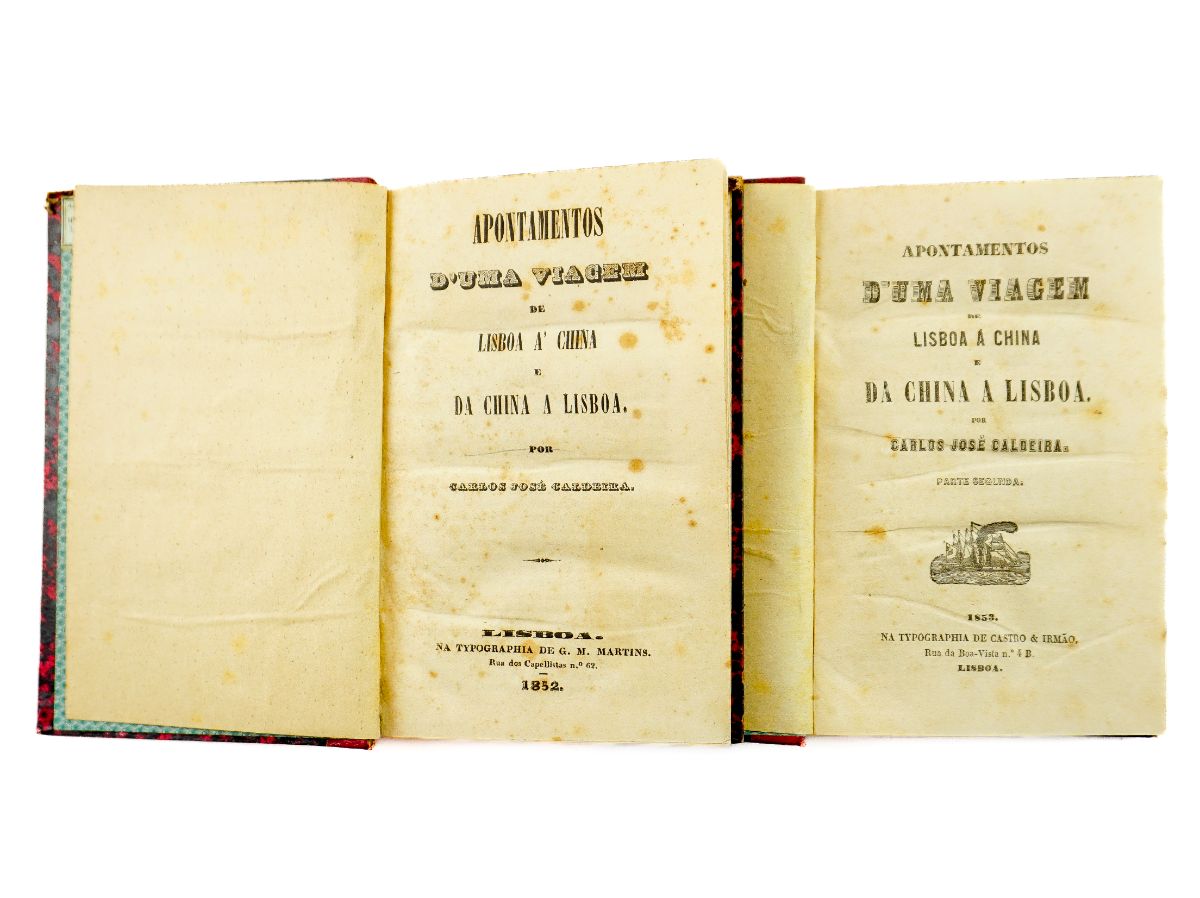 APONTAMENTOS
D'UMA VIAGEM
DE
LISBOA A' CHINA
E
DA CHINA A LISBOA.
POR
CARLOS JOSÉ CALDEIRA.
LISBOA.
NA TYPOGRAPHIA DE G. M. MARTINS.
Rua dos Capellistas n.º 62.
1852.
APONTAMENTOS
D'UMA VIAGEM
DE
LISBOA Á CHINA
E
DA CHINA A LISBOA.
POR
CARLOS JOSÉ CALDEIRA.
PARTE SEGUNDA.
1853.
NA TYPOGRAPHIA DE CASTRO & IRMÃO,
Rua da Boa-Vista n.º 4 B.
LISBOA.